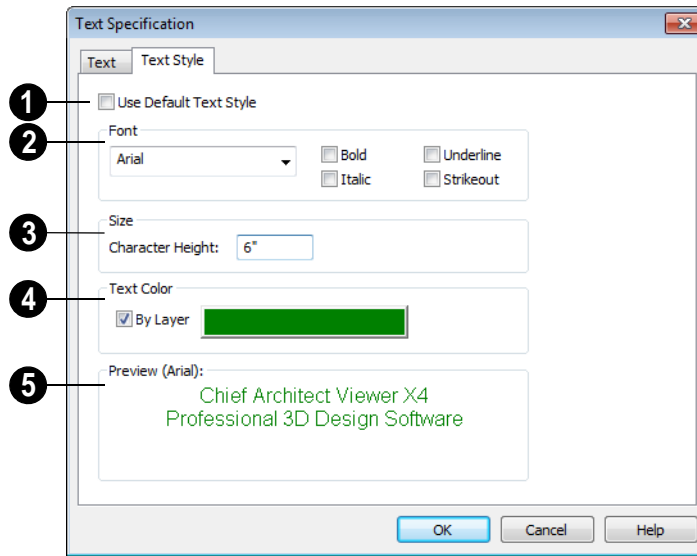 Text Specification
Text
Text Style
1
Use Default Text Style
2
Font
Arial
Bold
Underline
Italic
Strikeout
3
Size
Character Height:
6"
4
Text Color
By Layer
5
Preview (Arial):
Chief Architect Viewer X4
Professional 3D Design Software
OK
Cancel
Help